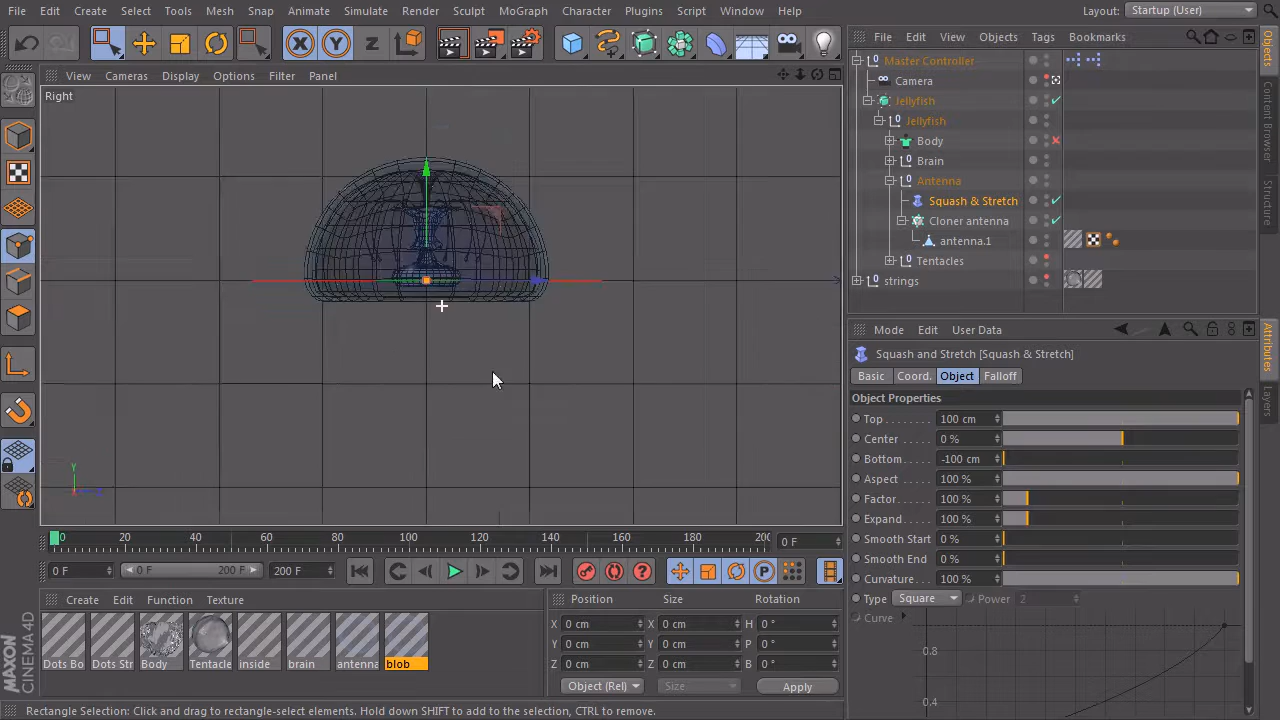 File Edit Create Select Tools Mesh Snap Animate Simulate Render Sculpt MoGraph Character Plugins Script Window Help Layout: Startup (User)
File Edit View Objects Tags Bookmarks
View Cameras Display Options Filter Panel
Right
Master Controller
Camera
Jellyfish
Jellyfish
Body
Brain
Antenna
Squash & Stretch
Cloner antenna
antenna.1
Tentacles
strings
Objects
Content Browser
Structure
Mode Edit User Data
Squash and Stretch [Squash & Stretch]
Basic Coord. Object Falloff
Object Properties
Top 100 cm
Center 0 %
Bottom -100 cm
Aspect 100 %
Factor 100 %
Expand 100 %
Smooth Start 0 %
Smooth End 0 %
Curvature 100 %
Type Square Power 2
Curve
0.8
0.4
Attributes
Layers
Y
0 20 40 60 80 100 120 140 160 180 20 0 F
0 F 0 F 200 F 200 F
Create Edit Function Texture
Dots Bo Dots Str Body Tentacle inside brain antenna blob
Position Size Rotation
X 0 cm X 0 cm H 0 °
Y 0 cm Y 0 cm P 0 °
Z 0 cm Z 0 cm B 0 °
Object (Rel) Size Apply
MAXON CINEMA 4D
Rectangle Selection: Click and drag to rectangle-select elements. Hold down SHIFT to add to the selection, CTRL to remove.